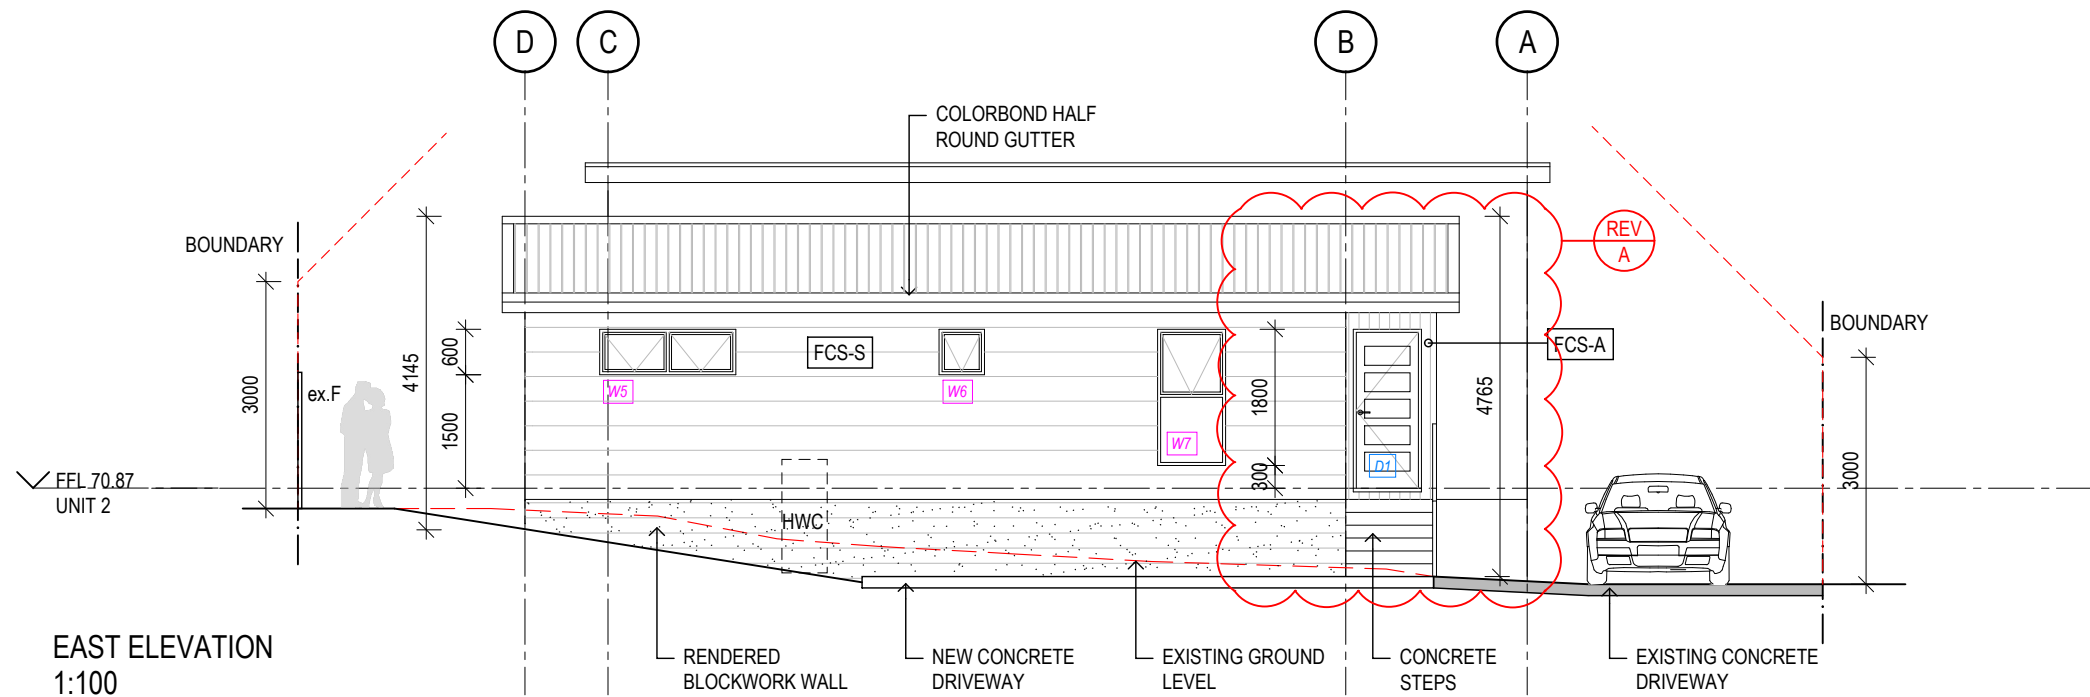 D
C
B
A
COLORBOND HALF
ROUND GUTTER
REV
A
BOUNDARY
BOUNDARY
3000
ex.F
4145
600
1500
FCS-S
W5
W6
W7
1800
300
D1
4765
FCS-A
3000
FFL 70.87
UNIT 2
HWC
EAST ELEVATION
1:100
RENDERED
BLOCKWORK WALL
NEW CONCRETE
DRIVEWAY
EXISTING GROUND
LEVEL
CONCRETE
STEPS
EXISTING CONCRETE
DRIVEWAY